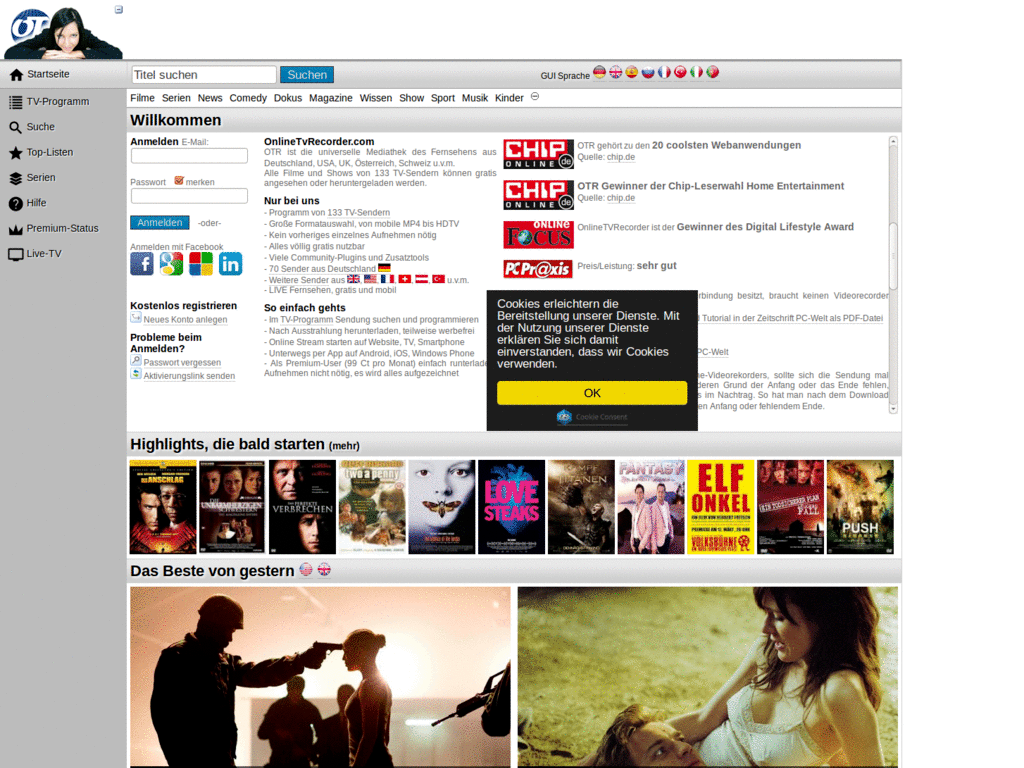 OT
Startseite
Titel suchen
Suchen
GUI Sprache
TV-Programm
Suche
Top-Listen
Serien
Hilfe
Premium-Status
Live-TV
Filme Serien News Comedy Dokus Magazine Wissen Show Sport Musik Kinder
Willkommen
Anmelden E-Mail:
Passwort merken
Anmelden -oder-
Anmelden mit Facebook
Kostenlos registrieren
Neues Konto anlegen
Probleme beim
Anmelden?
Passwort vergessen
Aktivierungslink senden
OnlineTvRecorder.com
OTR ist die universelle Mediathek des Fernsehens aus
Deutschland, USA, UK, Österreich, Schweiz u.v.m.
Alle Filme und Shows von 133 TV-Sendern können gratis
angesehen oder heruntergeladen werden.
Nur bei uns
- Programm von 133 TV-Sendern
- Große Formatauswahl, von mobile MP4 bis HDTV
- Kein vorheriges einzelnes Aufnehmen nötig
- Alles völlig gratis nutzbar
- Viele Community-Plugins und Zusatztools
- 70 Sender aus Deutschland
- Weitere Sender aus , , , , , u.v.m.
- LIVE Fernsehen, gratis und mobil
So einfach gehts
- Im TV-Programm Sendung suchen und programmieren
- Nach Ausstrahlung herunterladen, teilweise werbefrei
- Online Stream starten auf Website, TV, Smartphone
- Unterwegs per App auf Android, iOS, Windows Phone
- Als Premium-User (99 Ct pro Monat) einfach runterladen.
Aufnehmen nicht nötig, es wird alles aufgezeichnet
CHIP
ONLINE de
OTR gehört zu den 20 coolsten Webanwendungen
Quelle: chip.de
CHIP
ONLINE de
OTR Gewinner der Chip-Leserwahl Home Entertainment
Quelle: chip.de
ONLINE
Focus
OnlineTVRecorder ist der Gewinner des Digital Lifestyle Award
PC Pr@xis
Preis/Leistung: sehr gut
rbindung besitzt, braucht keinen Videorecorder
Tutorial in der Zeitschrift PC-Welt als PDF-Datei
PC-Welt
ne-Videorekorders, sollte sich die Sendung mal
deren Grund der Anfang oder das Ende fehlen,
s im Nachtrag. So hat man nach dem Download
en Anfang oder fehlendem Ende.
Cookies erleichtern die
Bereitstellung unserer Dienste. Mit
der Nutzung unserer Dienste
erklären Sie sich damit
einverstanden, dass wir Cookies
verwenden.
OK
Cookie Consent
Highlights, die bald starten (mehr)
DER ANSCHLAG
DIE
UNBARMHERZIGEN
VERBRECHEN
LOVE
STEAKS
TITANEN
FANTASY
ELF
ONKEL
VOLKSBÜHNE
FALL
PUSH
Das Beste von gestern